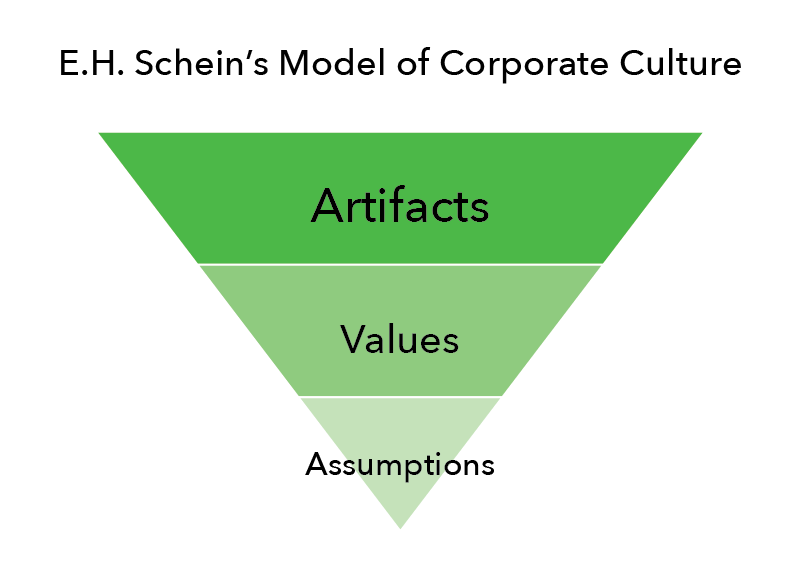 E.H. Schein’s Model of Corporate Culture
Artifacts
Values
Assumptions